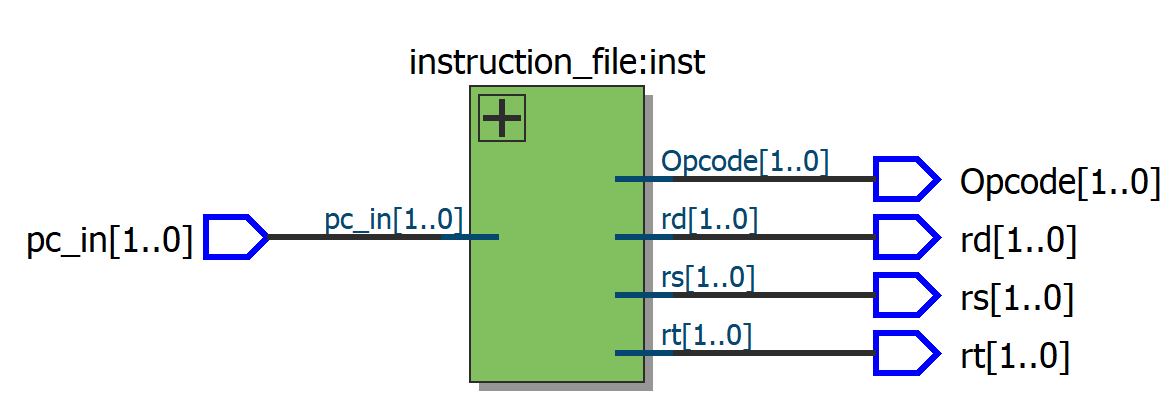 instruction_file:inst
Opcode[1..0]
Opcode[1..0]
pc_in[1..0]
pc_in[1..0]
rd[1..0]
rd[1..0]
rs[1..0]
rs[1..0]
rt[1..0]
rt[1..0]